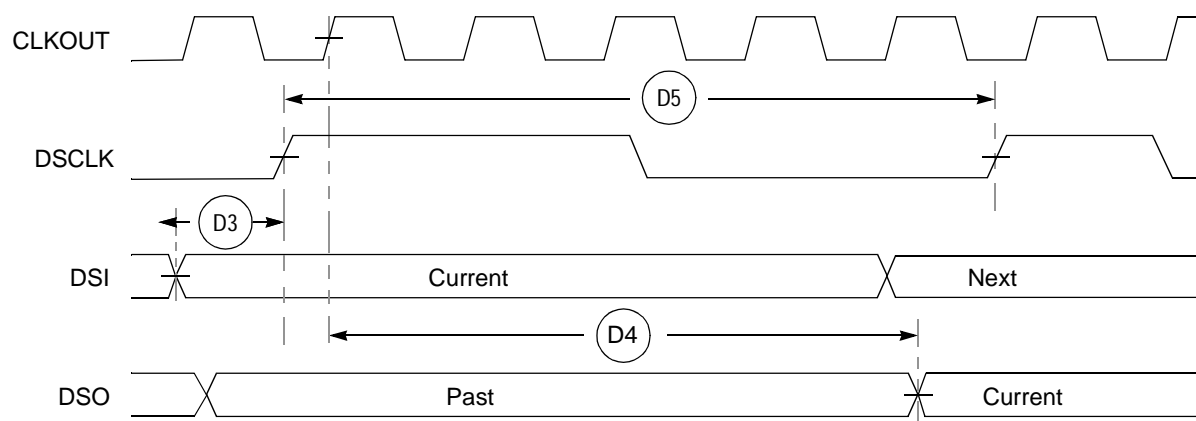 CLKOUT
D5
DSCLK
D3
DSI Current Next
D4
DSO Past Current